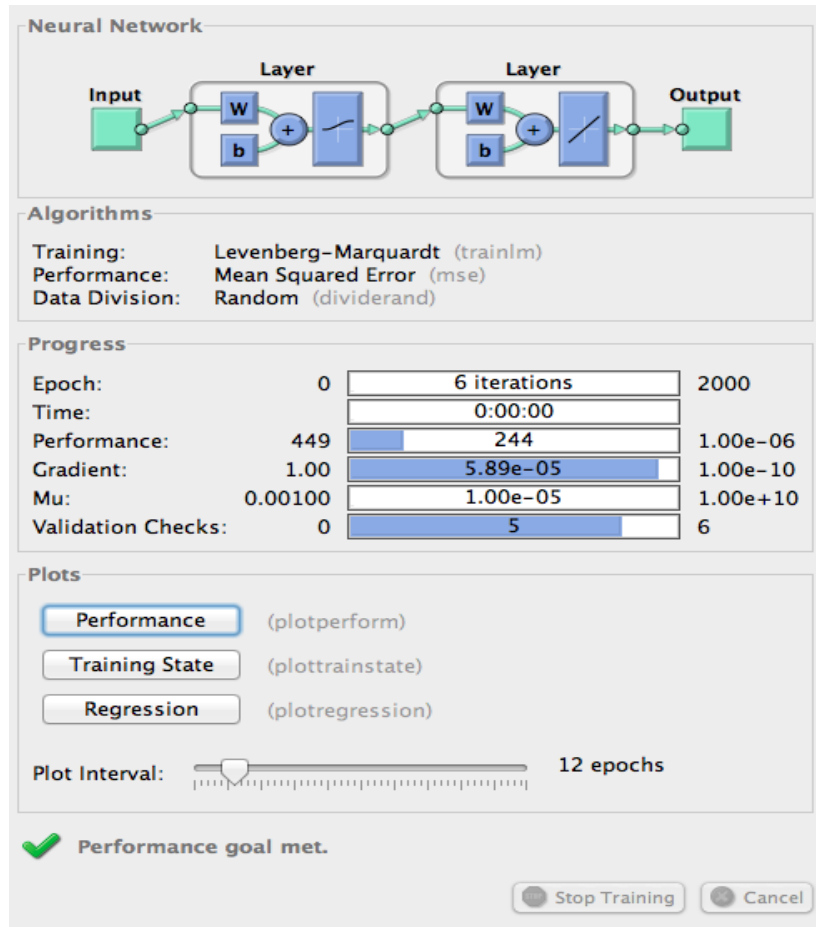 Neural Network
Layer Layer
Input Output
W W
b b
+ +
Algorithms
Training: Levenberg-Marquardt (trainlm)
Performance: Mean Squared Error (mse)
Data Division: Random (dividerand)
Progress
Epoch: 0 6 iterations 2000
Time: 0:00:00
Performance: 449 244 1.00e-06
Gradient: 1.00 5.89e-05 1.00e-10
Mu: 0.00100 1.00e-05 1.00e+10
Validation Checks: 0 5 6
Plots
Performance (plotperform)
Training State (plottrainstate)
Regression (plotregression)
Plot Interval: 12 epochs
Performance goal met.
Stop Training Cancel